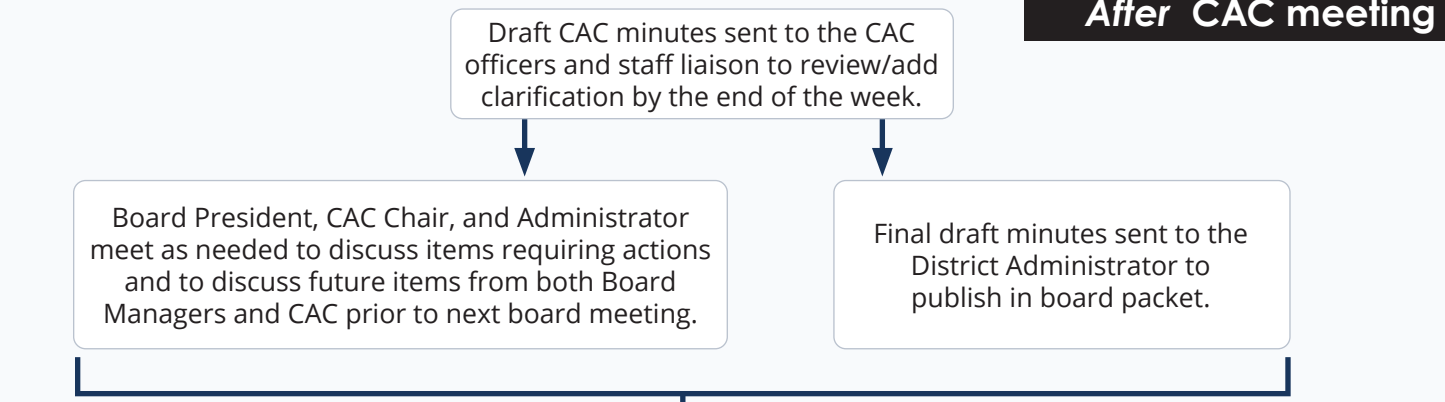 After CAC meeting
Draft CAC minutes sent to the CAC
officers and staff liaison to review/add
clarification by the end of the week.
Board President, CAC Chair, and Administrator
meet as needed to discuss items requiring actions
and to discuss future items from both Board
Managers and CAC prior to next board meeting.
Final draft minutes sent to the
District Administrator to
publish in board packet.